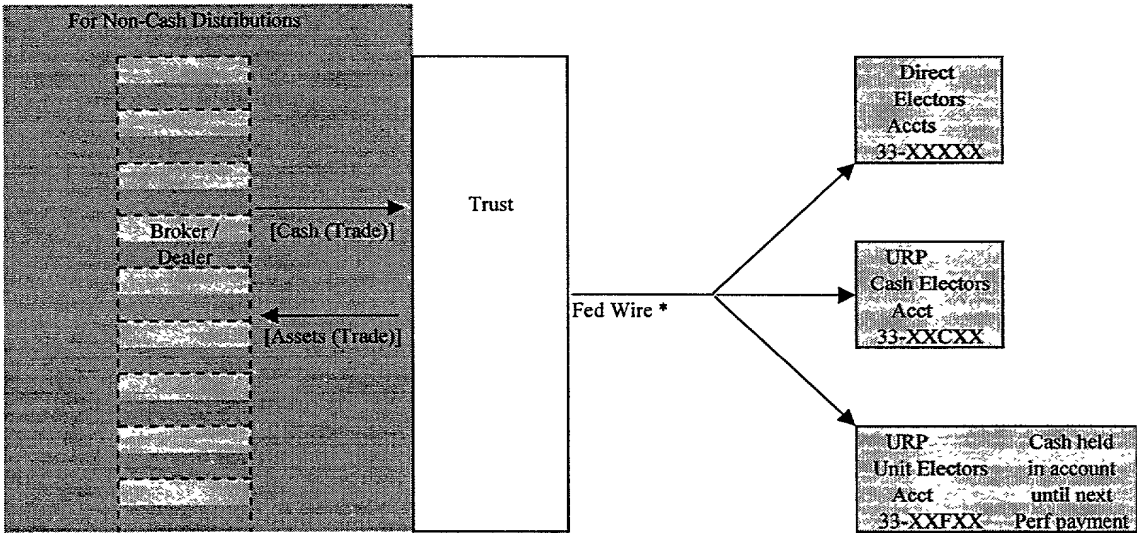 For Non-Cash Distributions
Broker /
Dealer
[Cash (Trade)]
[Assets (Trade)]
Trust
Fed Wire *
Direct
Electors
Accts
33-XXXXX
URP
Cash Electors
Acct
33-XXCXX
URP
Unit Electors
Acct
33-XXFXX
Cash held
in account
until next
Perf payment